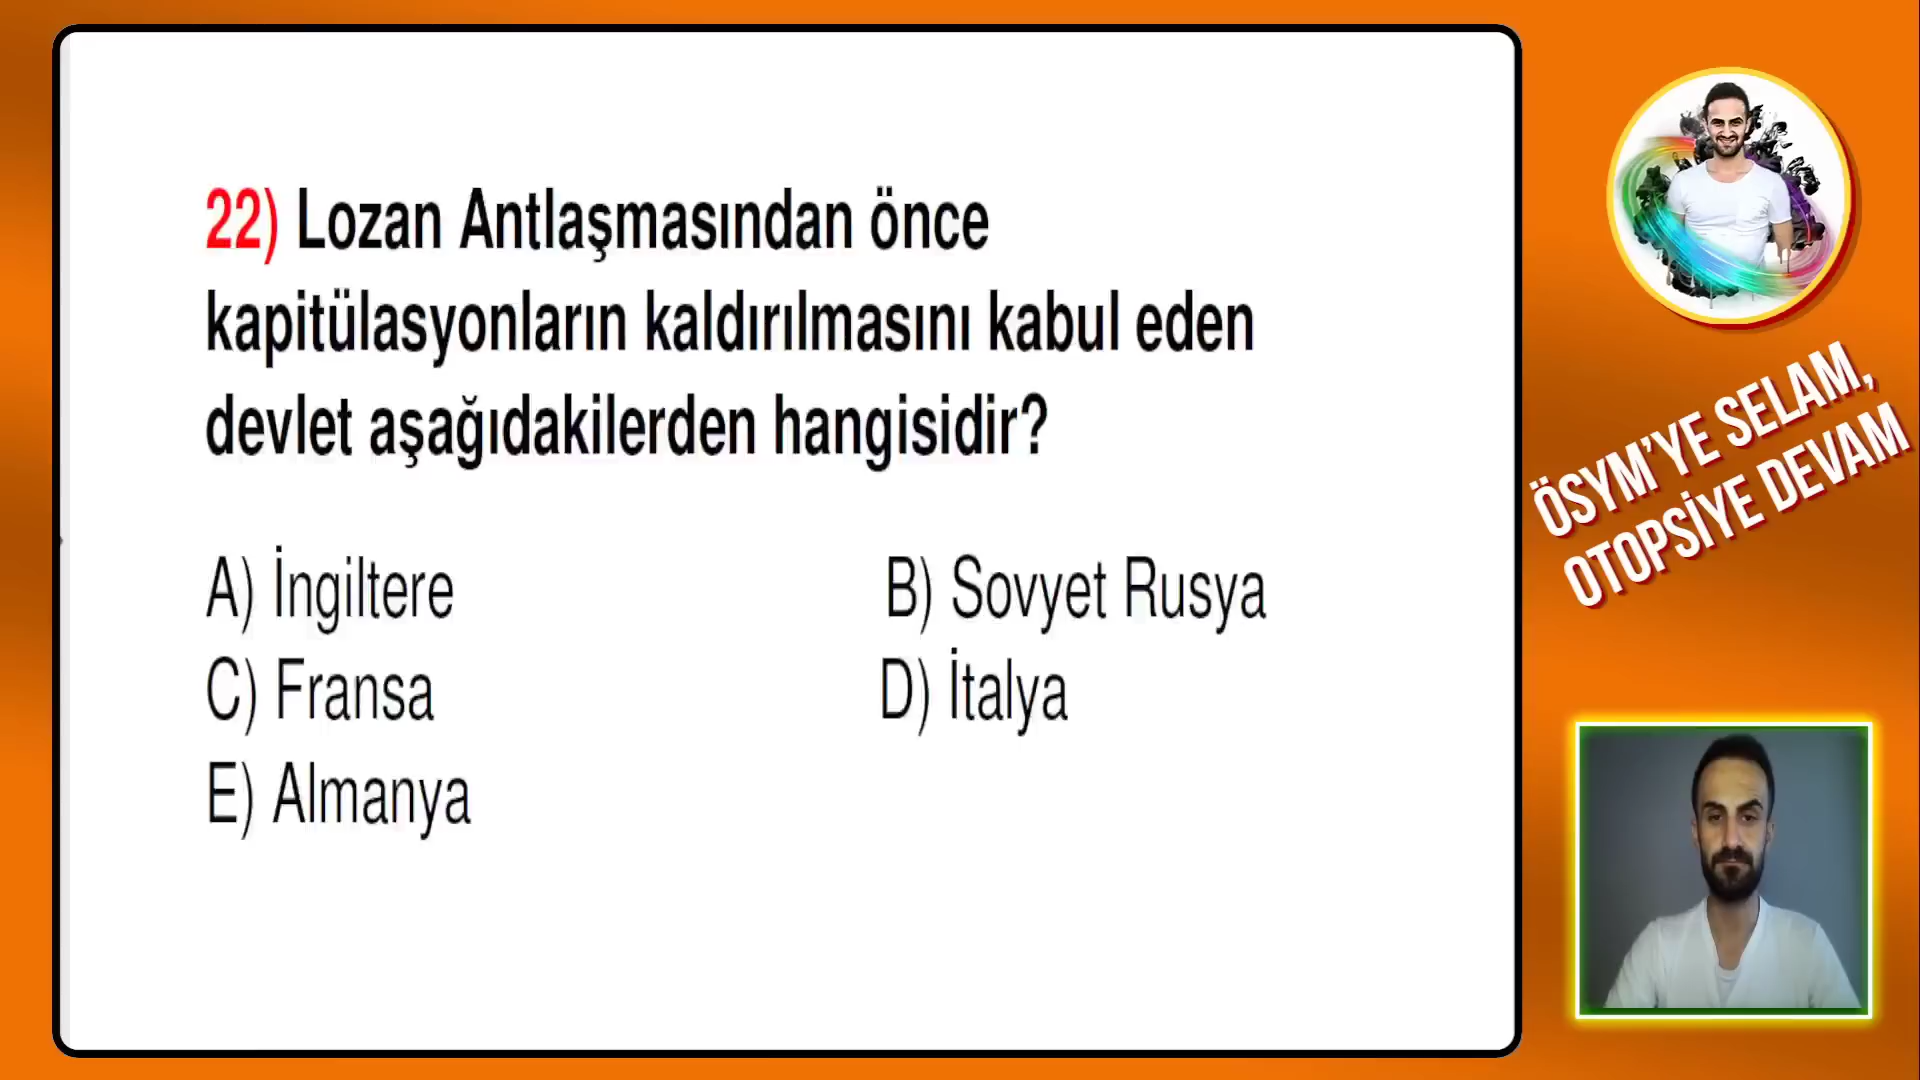 22) Lozan Antlaşmasından önce
kapitülasyonların kaldırılmasını kabul eden
devlet aşağıdakilerden hangisidir?
A) İngiltere B) Sovyet Rusya
C) Fransa D) İtalya
E) Almanya
ÖSYM'YE SELAM,
OTOPSİYE DEVAM